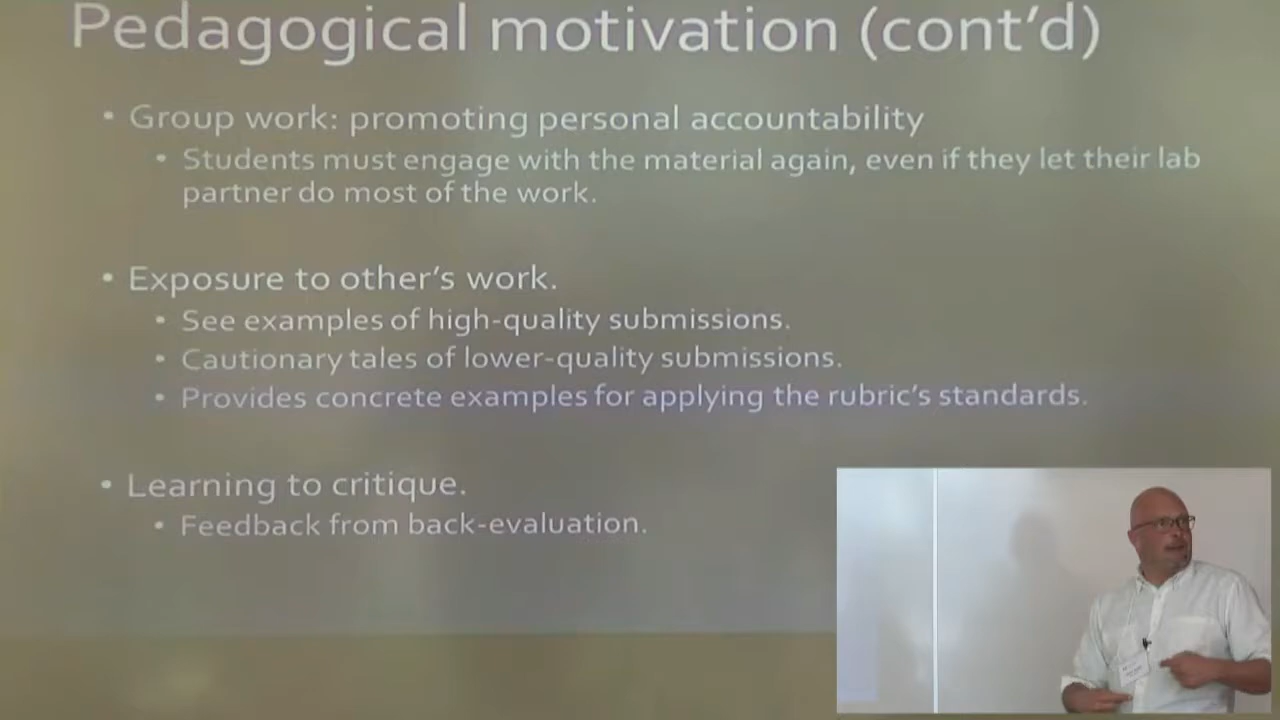 Pedagogical motivation (cont'd)
• Group work: promoting personal accountability
• Students must engage with the material again, even if they let their lab
partner do most of the work.
• Exposure to other's work.
• See examples of high-quality submissions.
• Cautionary tales of lower-quality submissions.
• Provides concrete examples for applying the rubric's standards.
• Learning to critique.
• Feedback from back-evaluation.